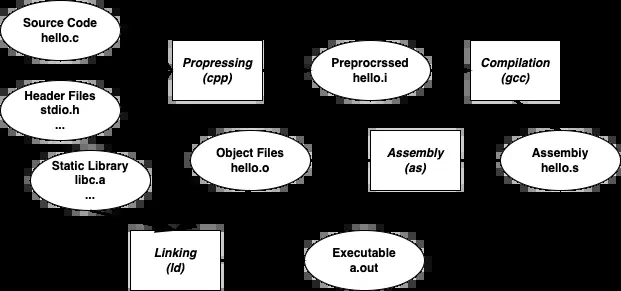 Source Code
hello.c
Propressing
(cpp)
Preprocrssed
hello.i
Compilation
(gcc)
Header Files
stdio.h
...
Static Library
libc.a
...
Object Files
hello.o
Assembly
(as)
Assembiy
hello.s
Linking
(ld)
Executable
a.out